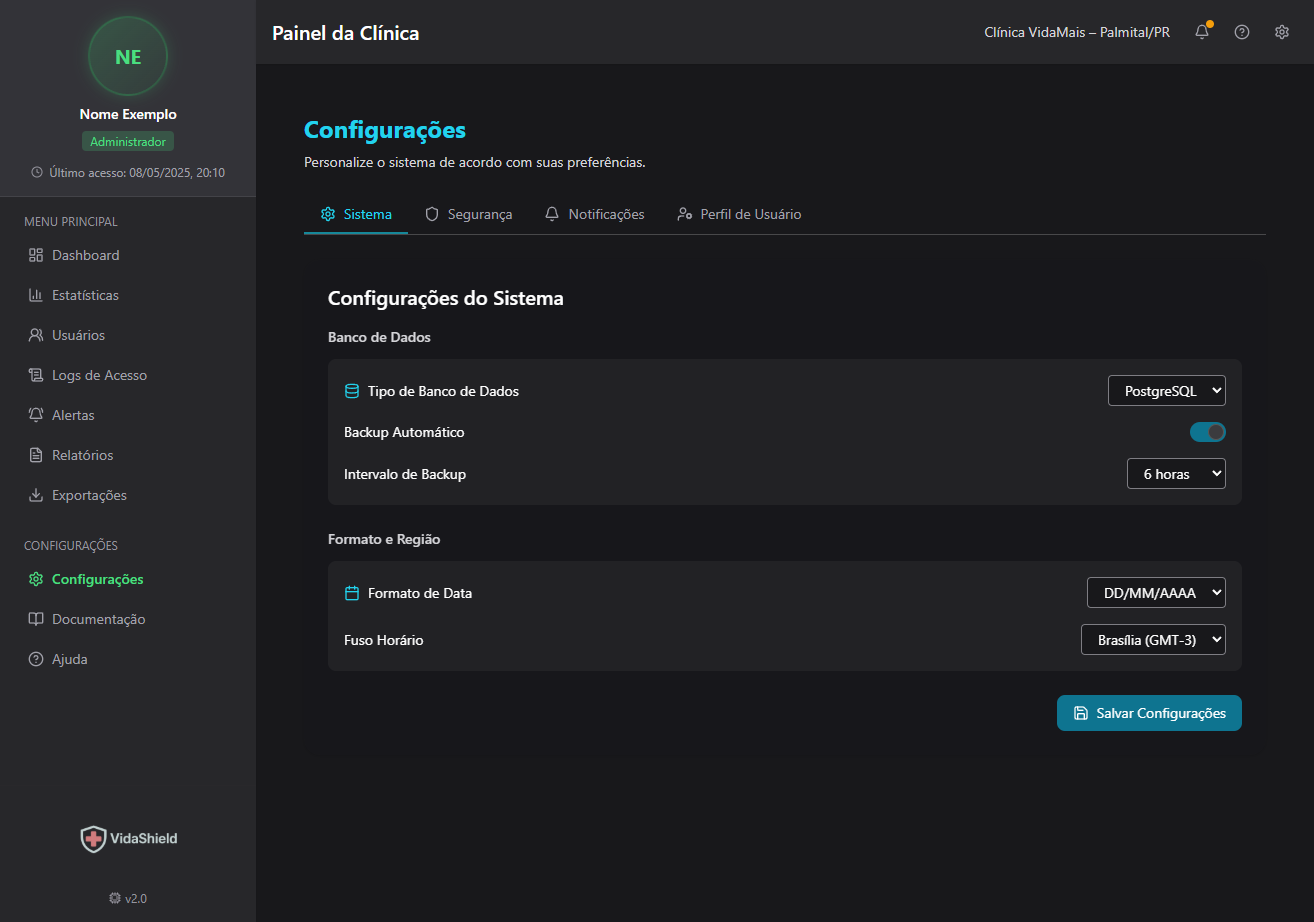 NE
Nome Exemplo
Administrador
Último acesso: 08/05/2025, 20:10
MENU PRINCIPAL
Dashboard
Estatísticas
Usuários
Logs de Acesso
Alertas
Relatórios
Exportações
CONFIGURAÇÕES
Configurações
Documentação
Ajuda
VidaShield
v2.0
Painel da Clínica
Clínica VidaMais – Palmital/PR
Configurações
Personalize o sistema de acordo com suas preferências.
Sistema Segurança Notificações Perfil de Usuário
Configurações do Sistema
Banco de Dados
Tipo de Banco de Dados PostgreSQL
Backup Automático
Intervalo de Backup 6 horas
Formato e Região
Formato de Data DD/MM/AAAA
Fuso Horário Brasília (GMT-3)
Salvar Configurações